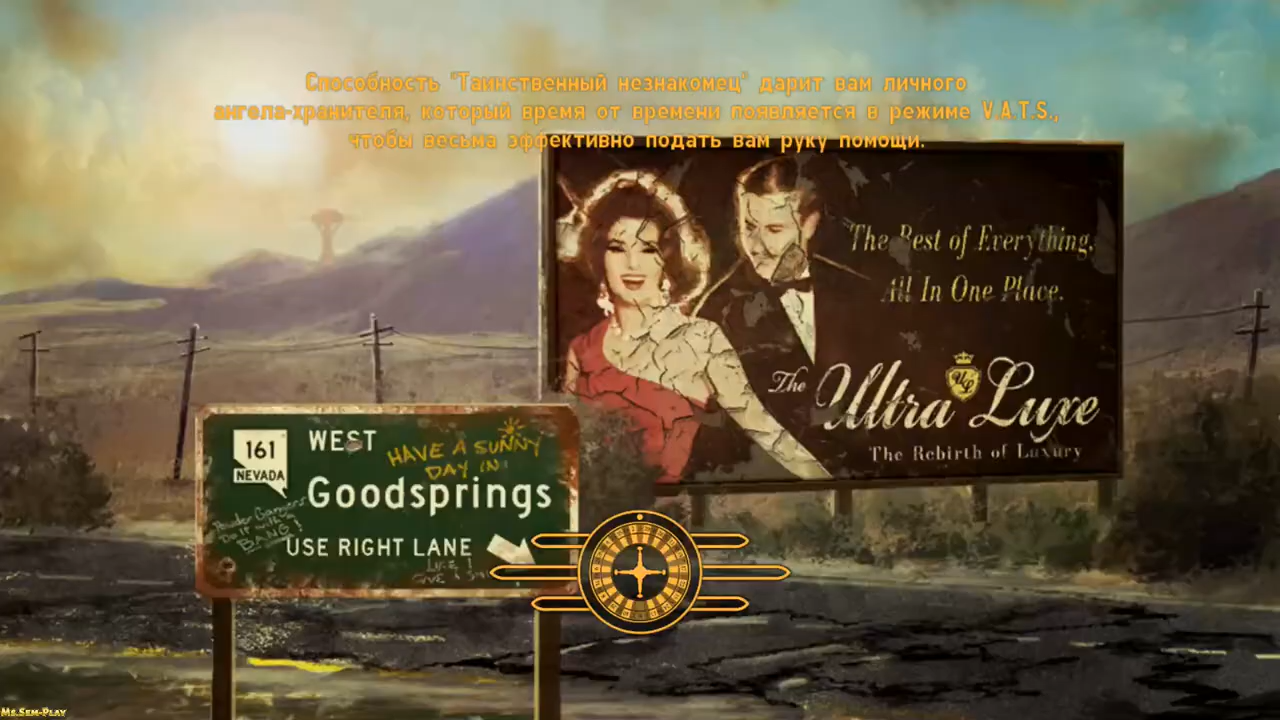 Способность "Таинственный незнакомец" дарит вам личного
ангела-хранителя, который время от времени появляется в режиме V.A.T.S.,
чтобы весьма эффективно подать вам руку помощи.
The Best of Everything,
All In One Place.
The Ultra Luxe
UL
The Rebirth of Luxury
161
NEVADA
WEST
HAVE A SUNNY
DAY IN
Goodsprings
Powder Gangers
Do it with a
BANG!
USE RIGHT LANE
Ms.Sem-Play